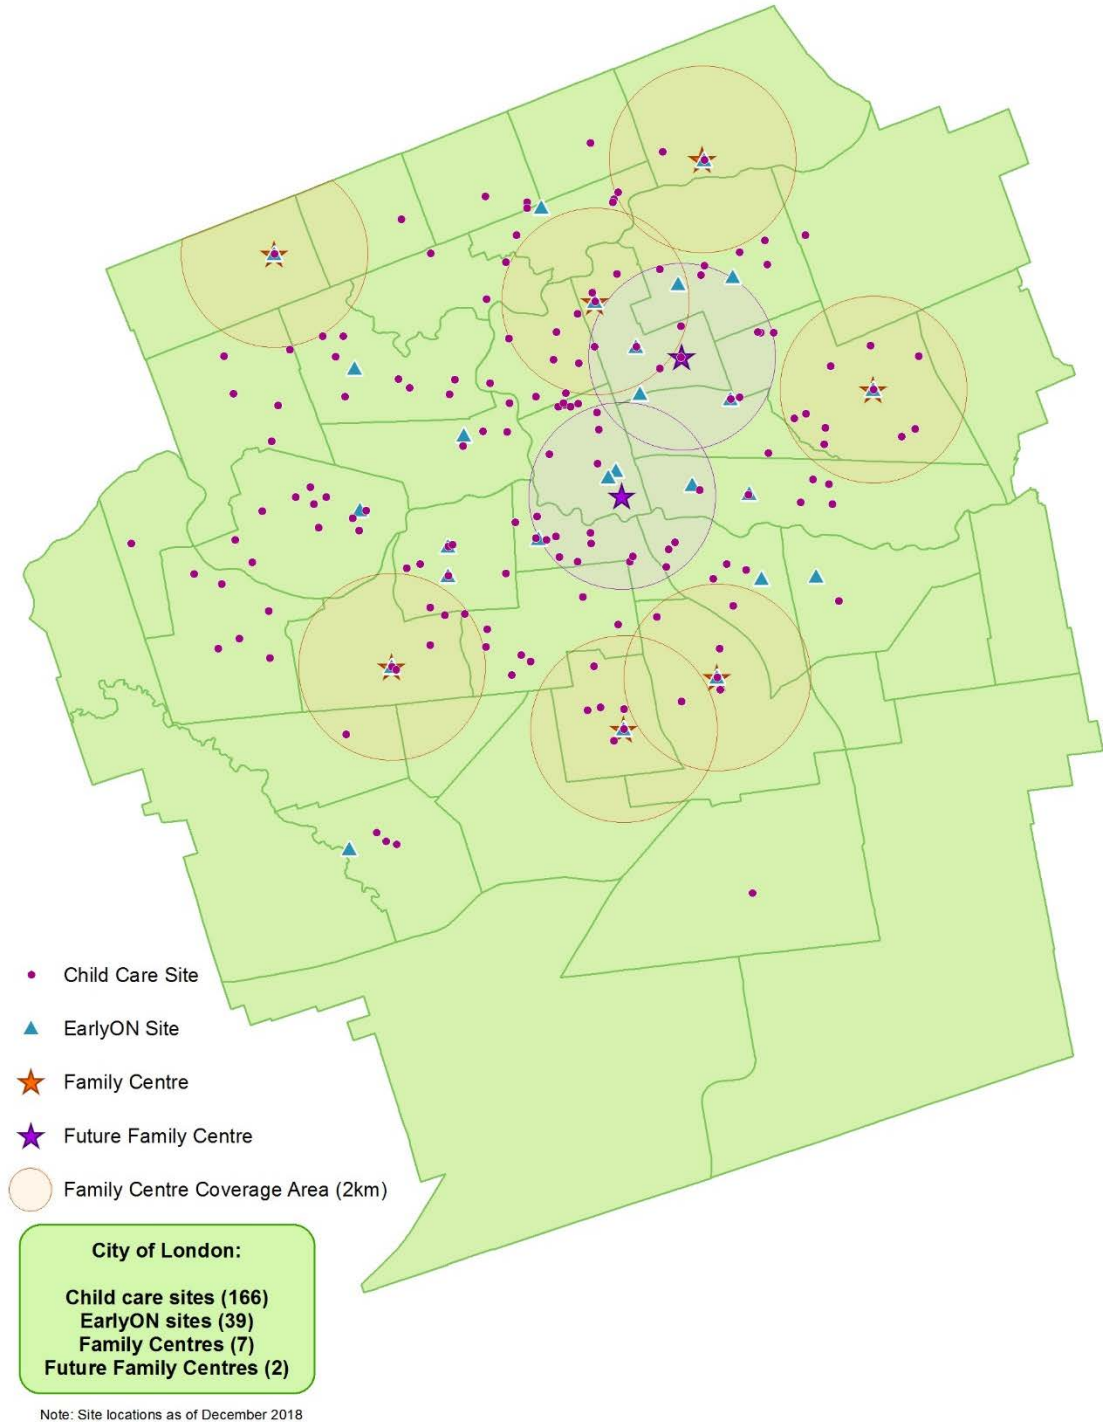 Child Care Site
EarlyON Site
Family Centre
Future Family Centre
Family Centre Coverage Area (2km)
City of London:
Child care sites (166)
EarlyON sites (39)
Family Centres (7)
Future Family Centres (2)
Note: Site locations as of December 2018